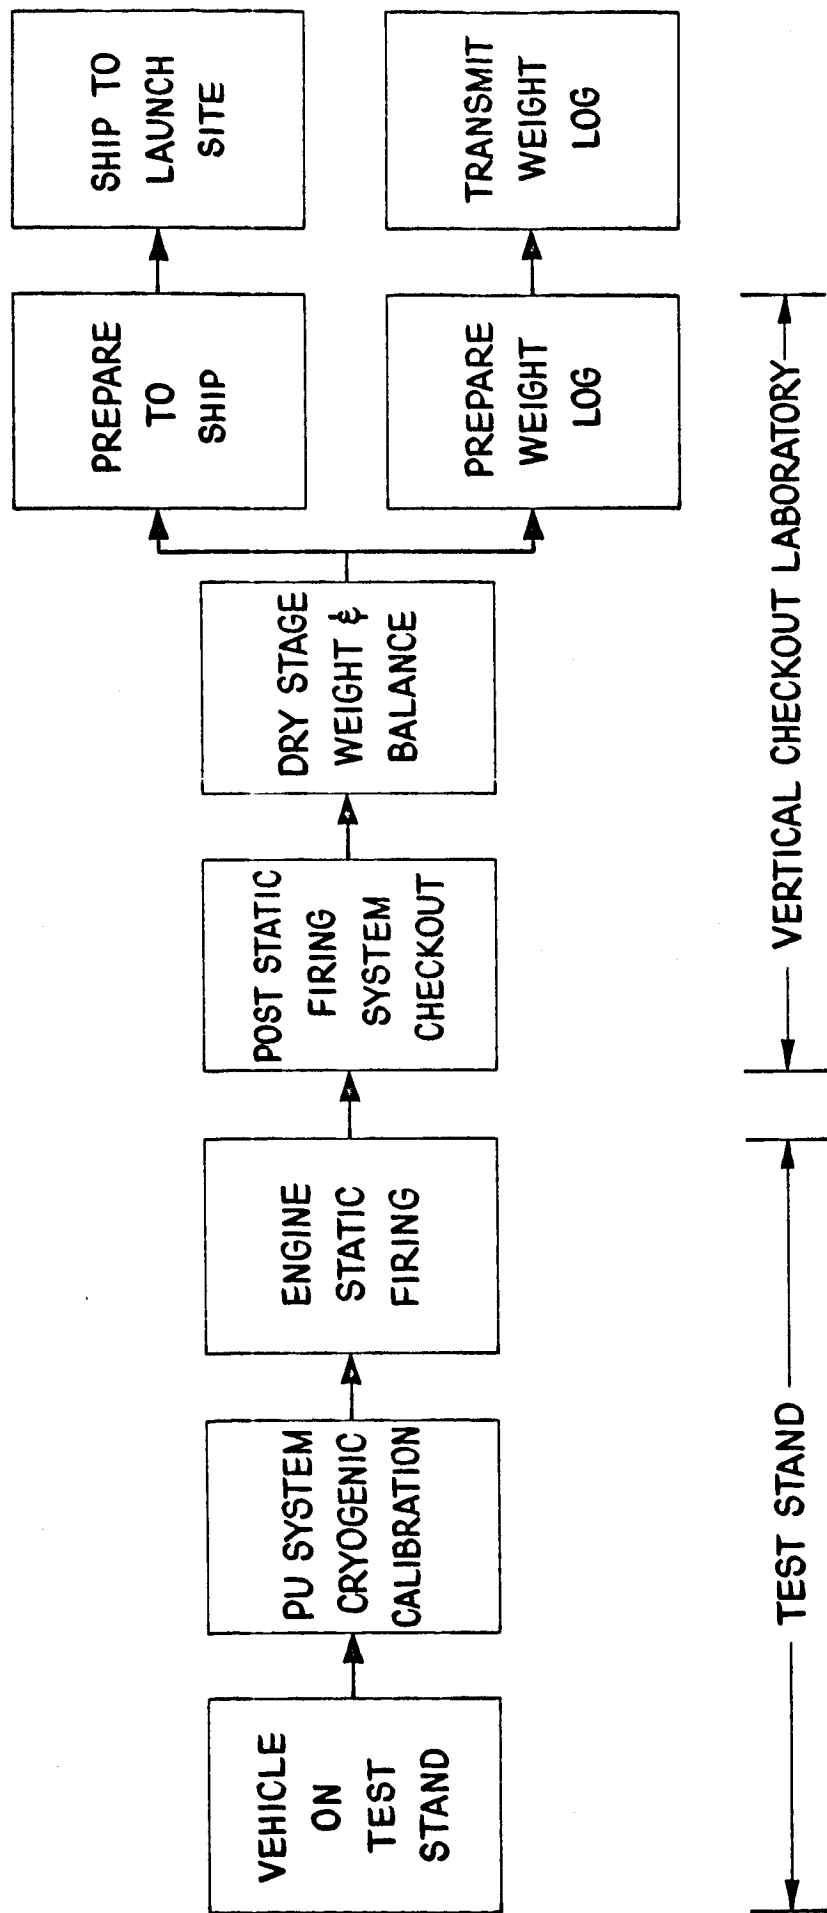 VEHICLE
ON
TEST
STAND
PU SYSTEM
CRYOGENIC
CALIBRATION
ENGINE
STATIC
FIRING
POST STATIC
FIRING
SYSTEM
CHECKOUT
DRY STAGE
WEIGHT &
BALANCE
PREPARE
TO
SHIP
SHIP TO
LAUNCH
SITE
PREPARE
WEIGHT
LOG
TRANSMIT
WEIGHT
LOG
TEST STAND
VERTICAL CHECKOUT LABORATORY